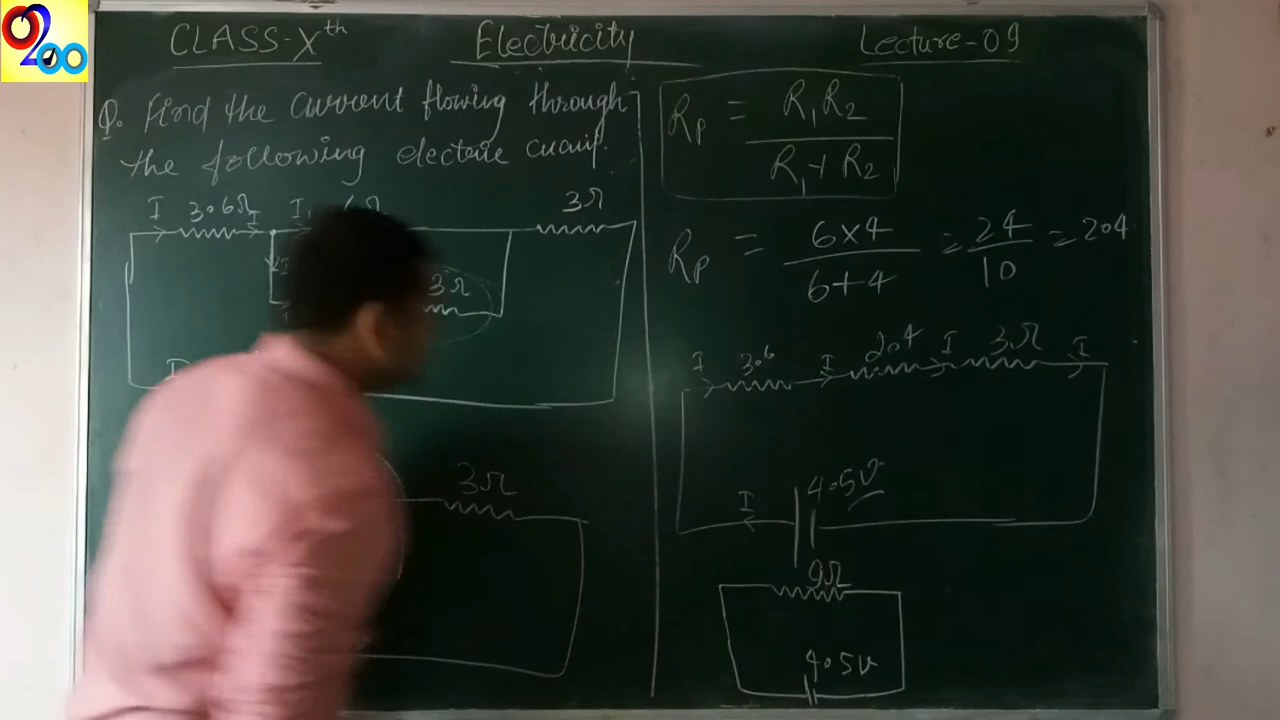 0200
CLASS-Xth Electricity Lecture-09
Q. Find the current flowing through
the following electric circuit.
I 3.6Ω I I 6Ω 3Ω
I 3Ω
I
3Ω
Rp = R1R2 / R1+R2
Rp = 6×4 / 6+4 = 24 / 10 = 2.4
I 3.6 I 2.4 I 3Ω I
I 4.5V
9Ω
4.5V